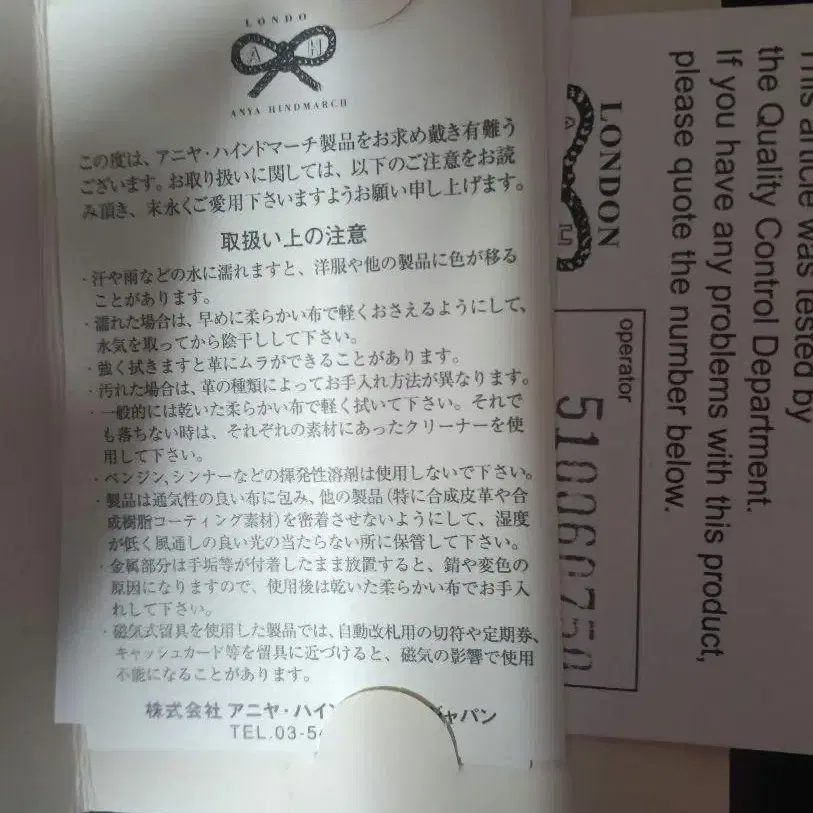 LONDO
A H
ANYA HINDMARCH
この度は、アニヤ・ハインドマーチ製品をお求め戴き有難う
ございます。お取り扱いに関しては、以下のご注意をお読
み頂き、末永くご愛用下さいますようお願い申し上げます。
取扱い上の注意
・汗や雨などの水に濡れますと、洋服や他の製品に色が移る
ことがあります。
・濡れた場合は、早めに柔らかい布で軽くおさえるようにして、
水気を取ってから陰干しして下さい。
・強く拭きますと革にムラができることがあります。
・汚れた場合は、革の種類によってお手入れ方法が異なります。
・一般的には乾いた柔らかい布で軽く拭いて下さい。それで
も落ちない時は、それぞれの素材にあったクリーナーを使
用して下さい。
・ベンジン、シンナーなどの揮発性溶剤は使用しないで下さい。
・製品は通気性の良い布に包み、他の製品(特に合成皮革や合
成樹脂コーティング素材)を密着させないようにして、湿度
が低く風通しの良い光の当たらない所に保管して下さい。
・金属部分は手垢等が付着したまま放置すると、錆や変色の
原因になりますので、使用後は乾いた柔らかい布でお手入
れして下さい。
・磁気式留具を使用した製品では、自動改札用の切符や定期券、
キャッシュカード等を留具に近づけると、磁気の影響で使用
不能になることがあります。
株式会社 アニヤ・ハイン ャパン
TEL.03-5
LONDON
A
This article was tested by
the Quality Control Department.
If you have any problems with this product,
please quote the number below.
operator
510060750